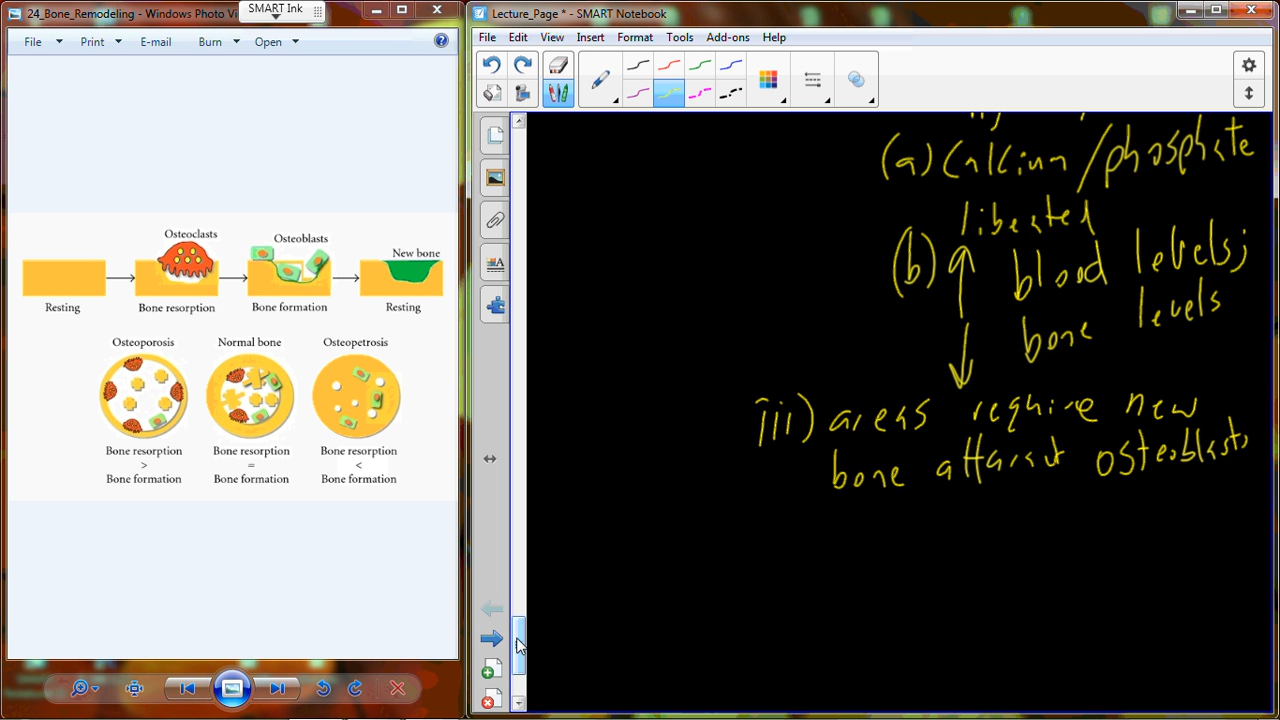 24_Bone_Remodeling - Windows Photo Vi
SMART Ink
File Print E-mail Burn Open
Osteoclasts
Osteoblasts
New bone
Resting
Bone resorption
Bone formation
Resting
Osteoporosis
Normal bone
Osteopetrosis
Bone resorption
>
Bone formation
Bone resorption
=
Bone formation
Bone resorption
<
Bone formation
Lecture_Page * - SMART Notebook
File Edit View Insert Format Tools Add-ons Help
(a) Calcium/phosphate
liberated
(b) ↑ blood levels;
↓ bone levels
iii) areas require new
bone attaract osteoblasts